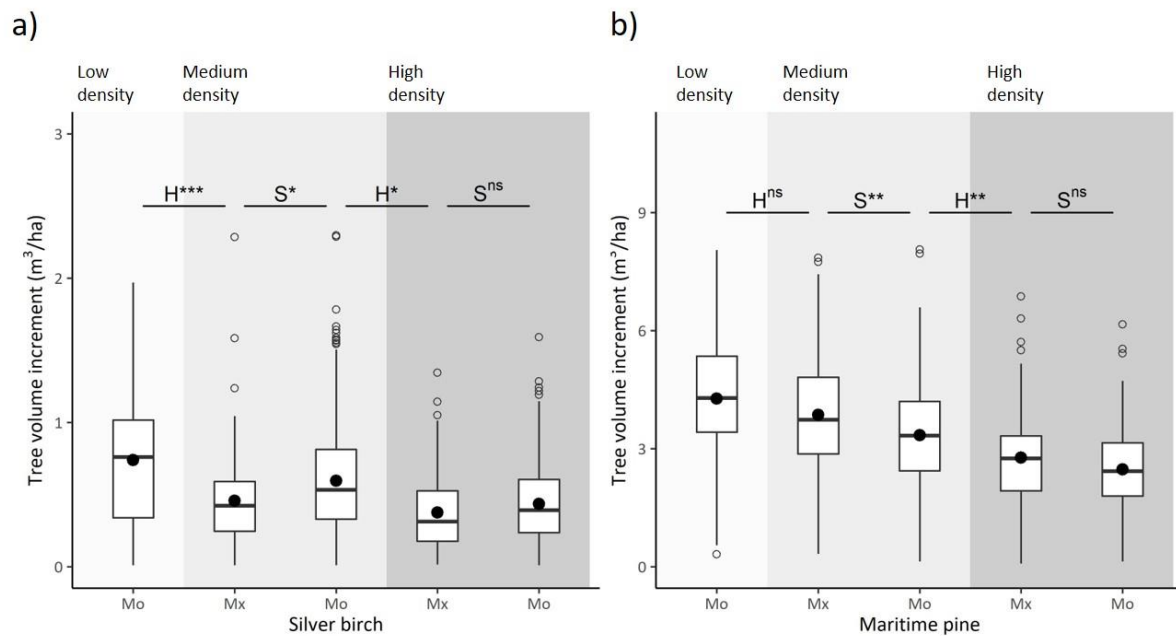 a)
Low density
Medium density
High density
Tree volume increment (m³/ha)
3
2
1
0
H***
S*
H*
Sⁿˢ
Mo
Mx
Mo
Mx
Mo
Silver birch
b)
Low density
Medium density
High density
Tree volume increment (m³/ha)
9
6
3
0
Hⁿˢ
S**
H**
Sⁿˢ
Mo
Mx
Mo
Mx
Mo
Maritime pine